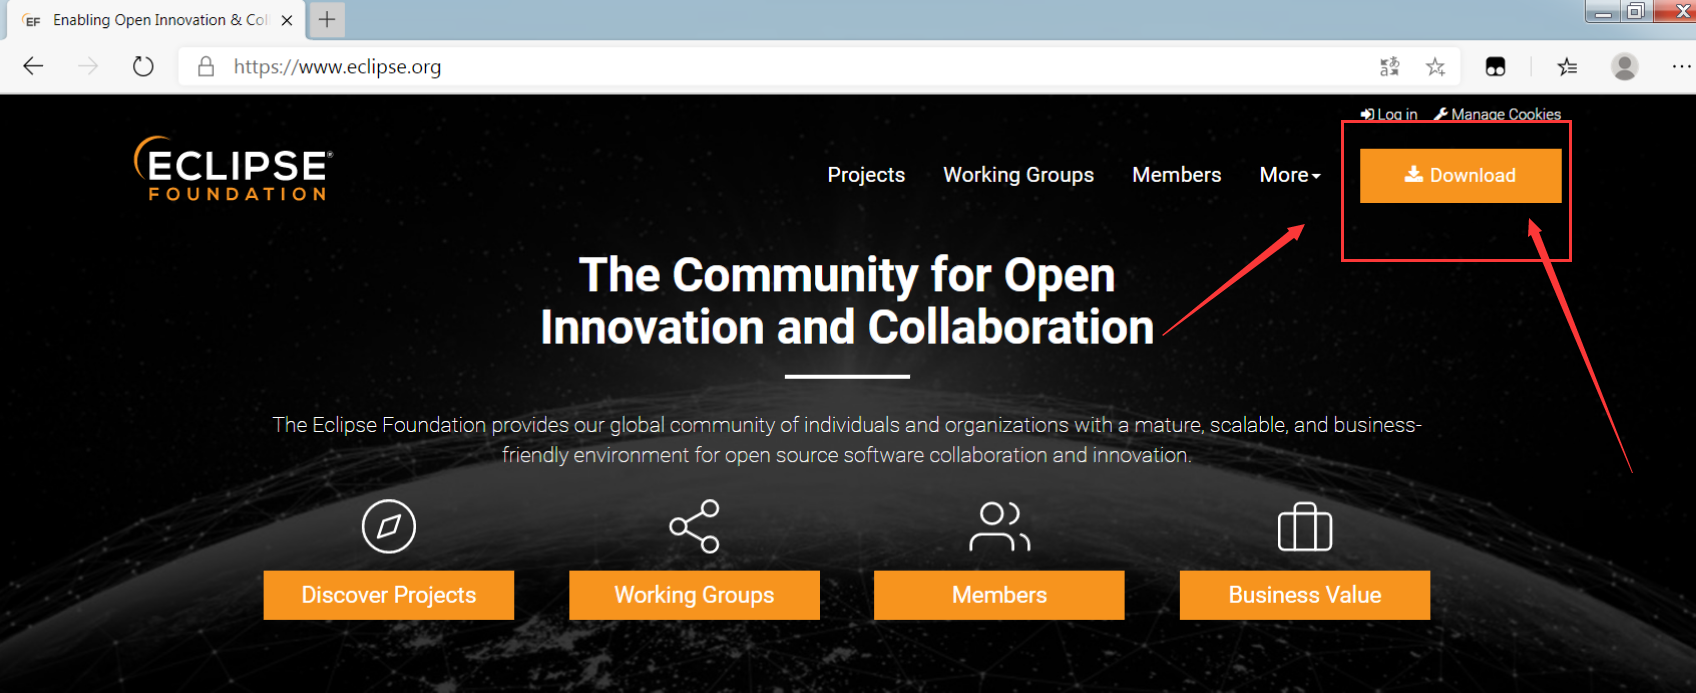 EF Enabling Open Innovation & Col
https://www.eclipse.org
Log in Manage Cookies
ECLIPSE®
FOUNDATION
Projects Working Groups Members More Download
The Community for Open
Innovation and Collaboration
The Eclipse Foundation provides our global community of individuals and organizations with a mature, scalable, and business-
friendly environment for open source software collaboration and innovation.
Discover Projects Working Groups Members Business Value